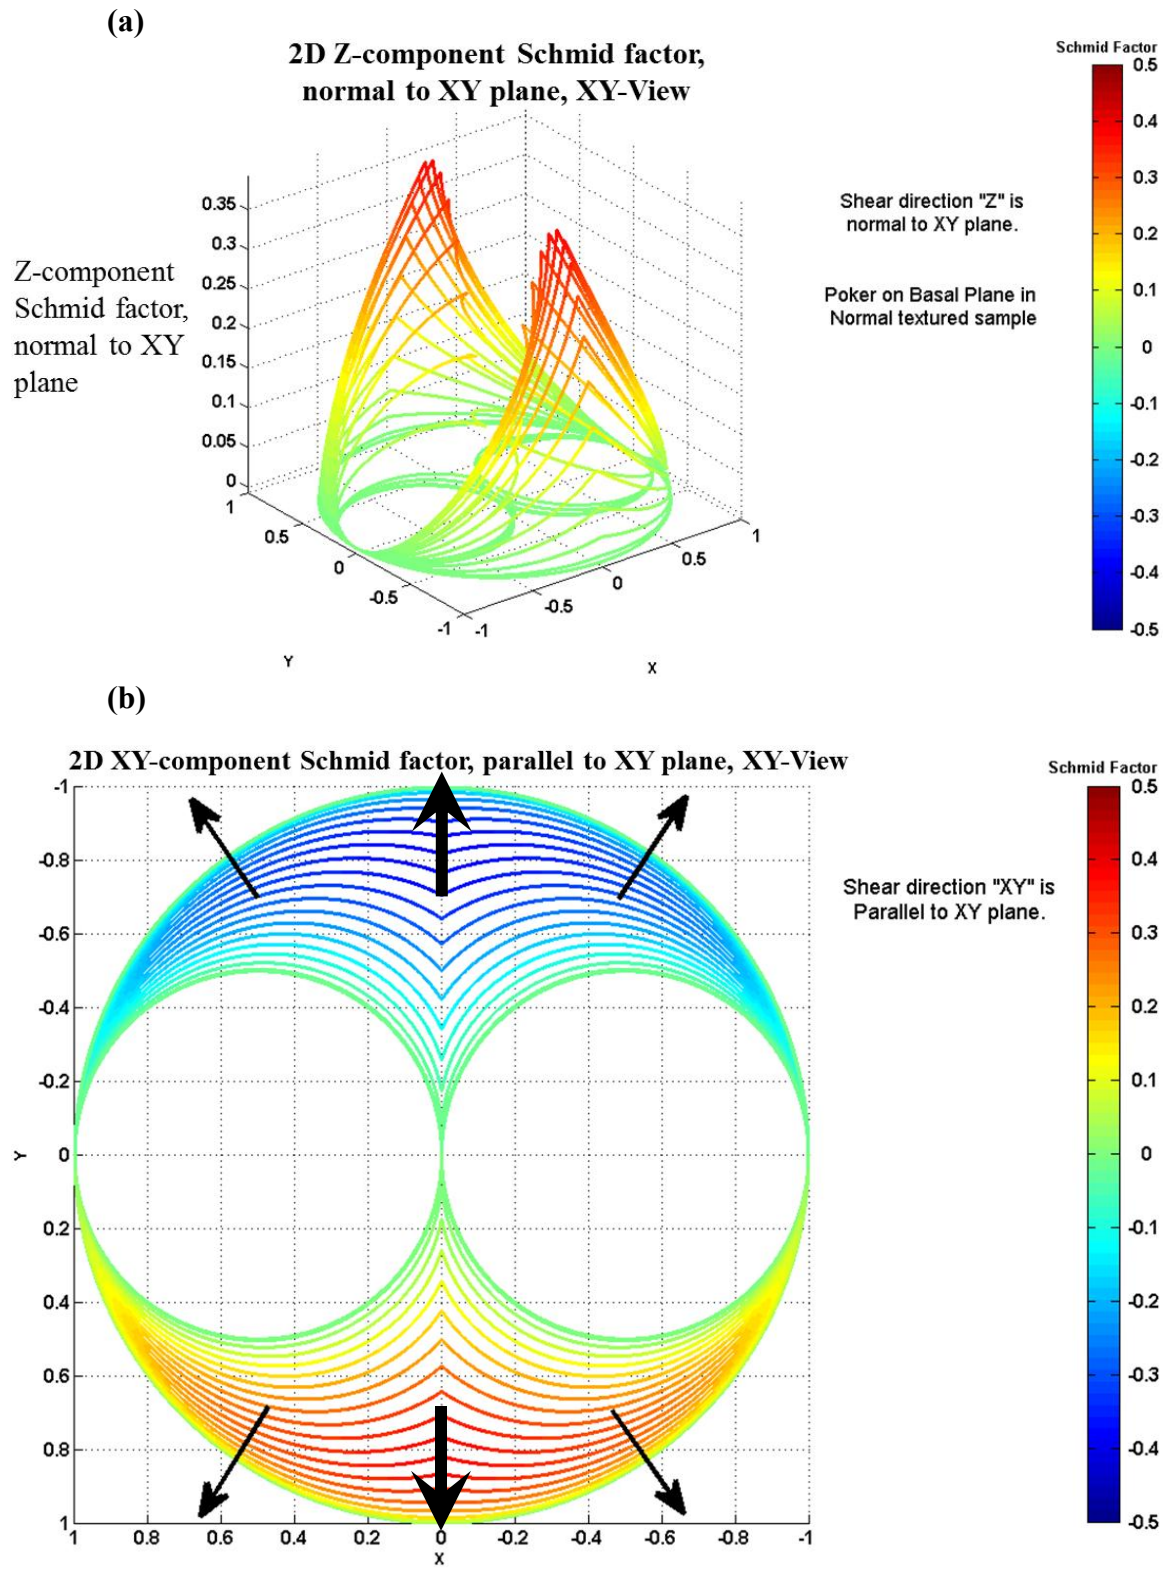 (a)
2D Z-component Schmid factor,
normal to XY plane, XY-View
Schmid Factor
0.5
0.4
0.3
0.2
0.1
0
-0.1
-0.2
-0.3
-0.4
-0.5
Shear direction "Z" is
normal to XY plane.
Poker on Basal Plane in
Normal textured sample
Z-component
Schmid factor,
normal to XY
plane
0.35
0.3
0.25
0.2
0.15
0.1
0.05
0
1
0.5
0
-0.5
-1
-1
-0.5
0
0.5
1
Y
X
(b)
2D XY-component Schmid factor, parallel to XY plane, XY-View
Schmid Factor
0.5
0.4
0.3
0.2
0.1
0
-0.1
-0.2
-0.3
-0.4
-0.5
Shear direction "XY" is
Parallel to XY plane.
-1
-0.8
-0.6
-0.4
-0.2
0
0.2
0.4
0.6
0.8
1
Y
1
0.8
0.6
0.4
0.2
0
-0.2
-0.4
-0.6
-0.8
-1
X